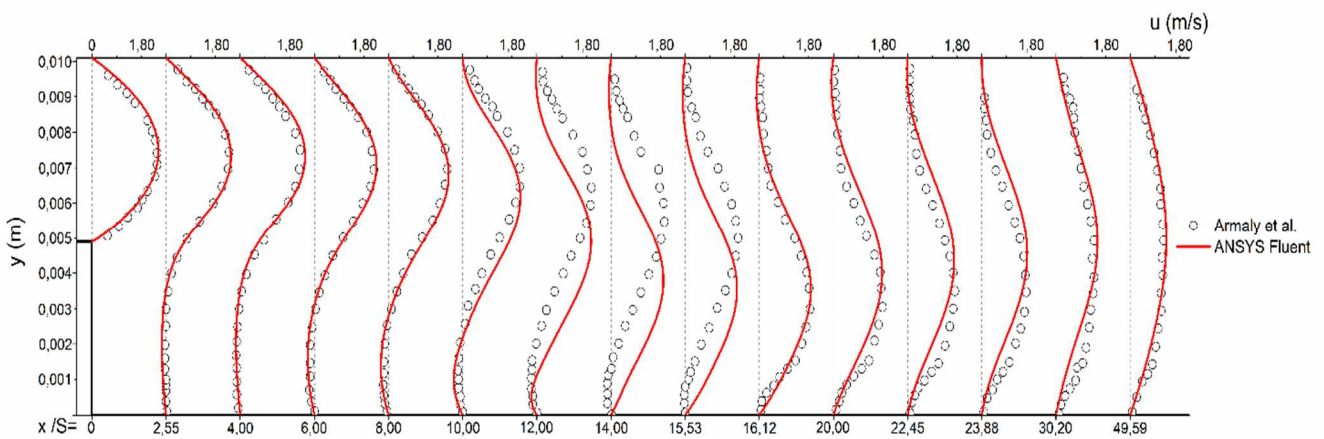 u (m/s)
0 1,80 1,80 1,80 1,80 1,80 1,80 1,80 1,80 1,80 1,80 1,80 1,80 1,80 1,80 1,80
0,010
0,009
0,008
0,007
0,006
0,005
0,004
0,003
0,002
0,001
y (m)
Armaly et al.
ANSYS Fluent
x /S= 0 2,55 4,00 6,00 8,00 10,00 12,00 14,00 15,53 16,12 20,00 22,45 23,88 30,20 49,59